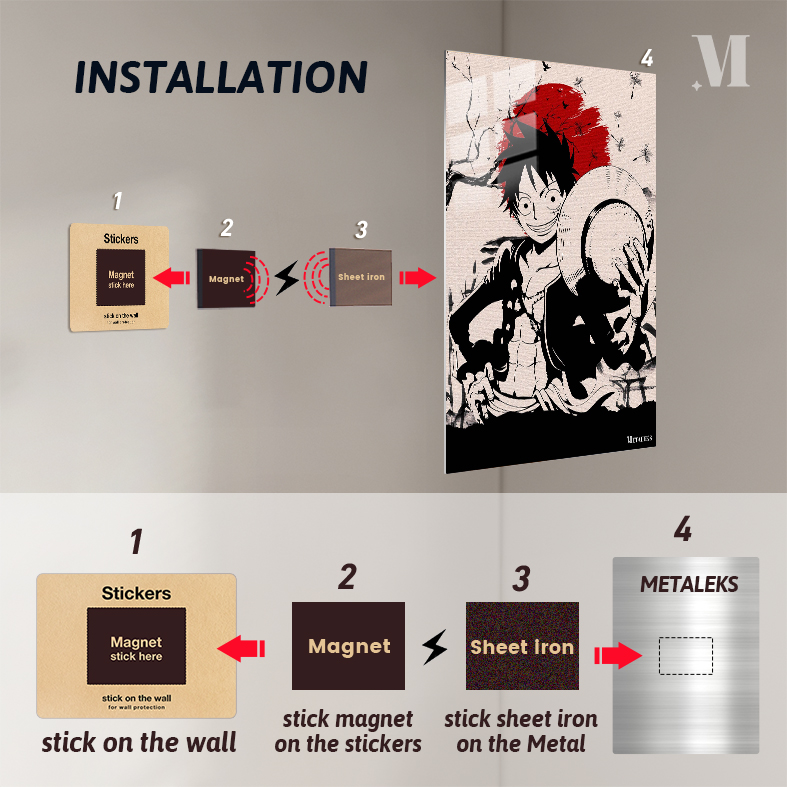 INSTALLATION
M
4
1
2
3
Stickers
Magnet
stick here
stick on the wall
for wall protection
Magnet
Sheet iron
METALEKS
1
2
3
4
Stickers
Magnet
stick here
stick on the wall
for wall protection
Magnet
Sheet iron
METALEKS
stick on the wall
stick magnet
on the stickers
stick sheet iron
on the Metal